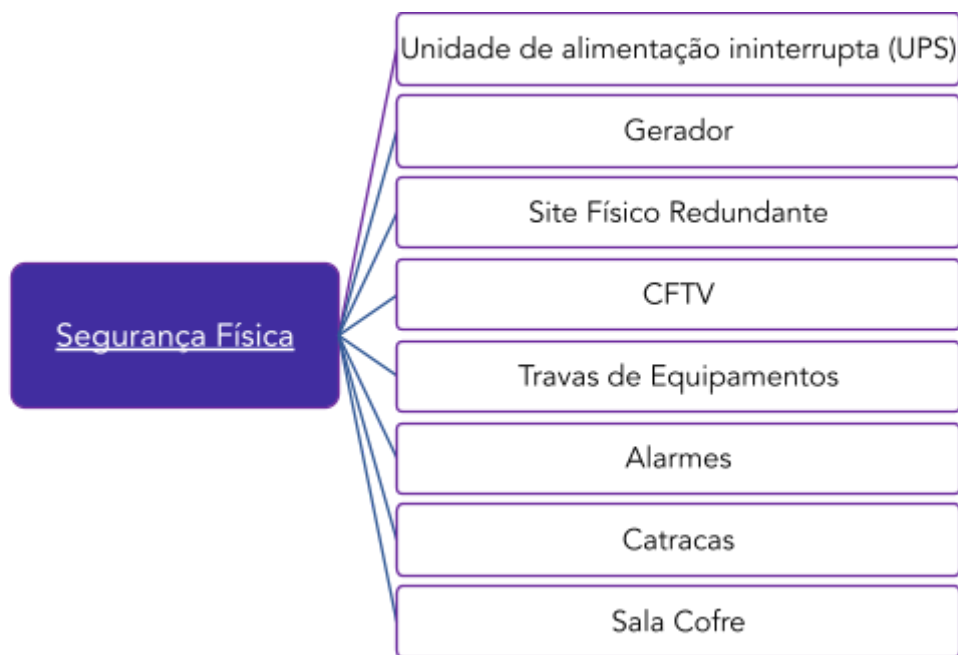 Unidade de alimentação ininterrupta (UPS)
Gerador
Site Físico Redundante
Segurança Física
CFTV
Travas de Equipamentos
Alarmes
Catracas
Sala Cofre